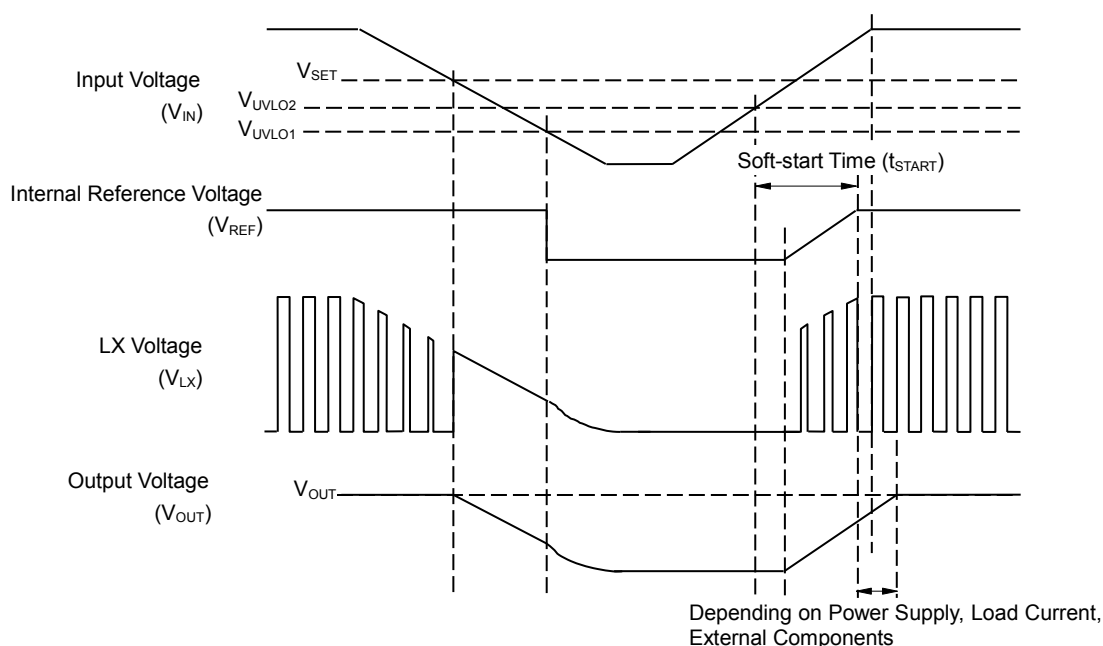 Input Voltage
(VIN)
VSET
VUVLO2
VUVLO1
Soft-start Time (tSTART)
Internal Reference Voltage
(VREF)
LX Voltage
(VLX)
Output Voltage
(VOUT)
VOUT
Depending on Power Supply, Load Current,
External Components